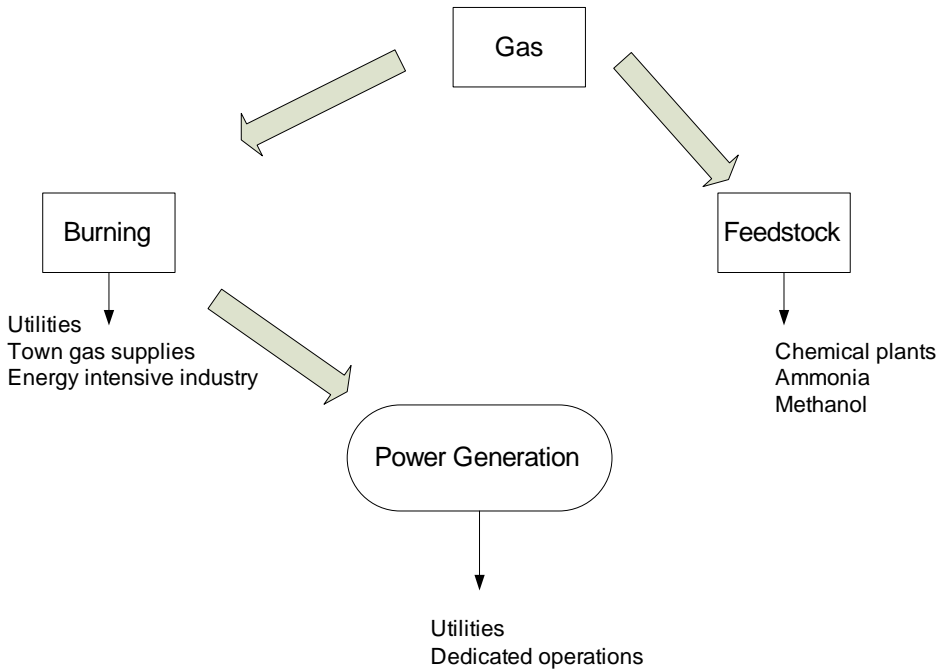 Gas
Burning
Feedstock
Utilities
Town gas supplies
Energy intensive industry
Chemical plants
Ammonia
Methanol
Power Generation
Utilities
Dedicated operations